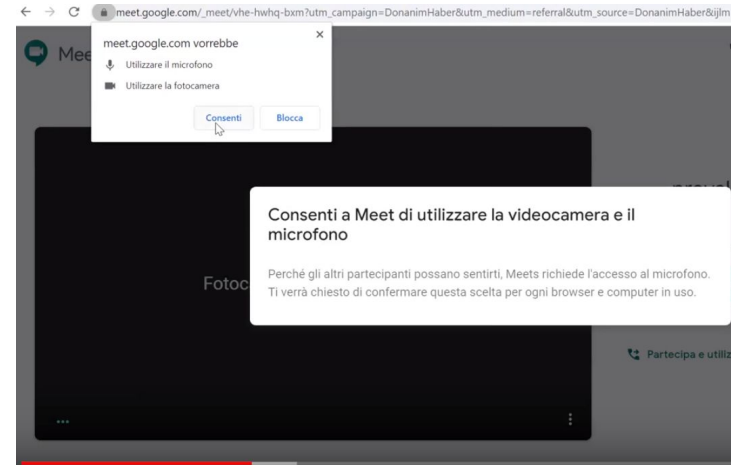 meet.google.com/_meet/vhe-hwhq-bxm?utm_campaign=DonanimHaber&utm_medium=referral&utm_source=DonanimHaber&ijlm
Mee
meet.google.com vorrebbe
Utilizzare il microfono
Utilizzare la fotocamera
Consenti Blocca
Consenti a Meet di utilizzare la videocamera e il
microfono
Perché gli altri partecipanti possano sentirti, Meets richiede l'accesso al microfono.
Ti verrà chiesto di confermare questa scelta per ogni browser e computer in uso.
Fotoc
Partecipa e utiliz